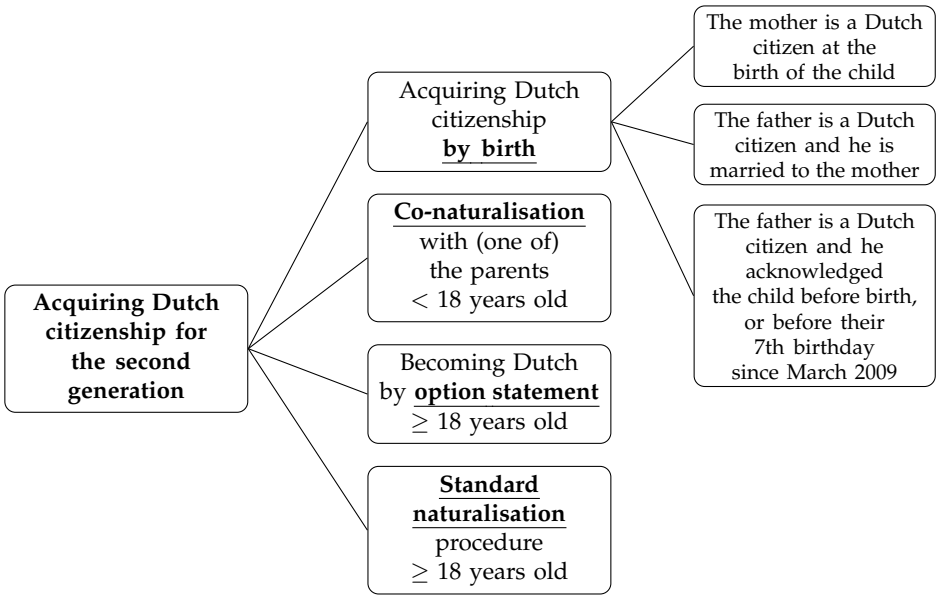 Acquiring Dutch
citizenship for
the second
generation
Acquiring Dutch
citizenship
by birth
Co-naturalisation
with (one of)
the parents
< 18 years old
Becoming Dutch
by option statement
≥ 18 years old
Standard
naturalisation
procedure
≥ 18 years old
The mother is a Dutch
citizen at the
birth of the child
The father is a Dutch
citizen and he is
married to the mother
The father is a Dutch
citizen and he
acknowledged
the child before birth,
or before their
7th birthday
since March 2009